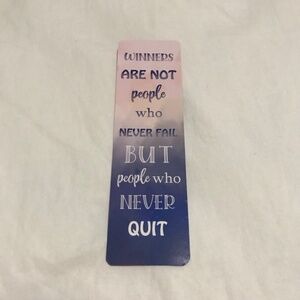 WINNERS
ARE NOT
people
who
NEVER FAIL
BUT
people who
NEVER
QUIT